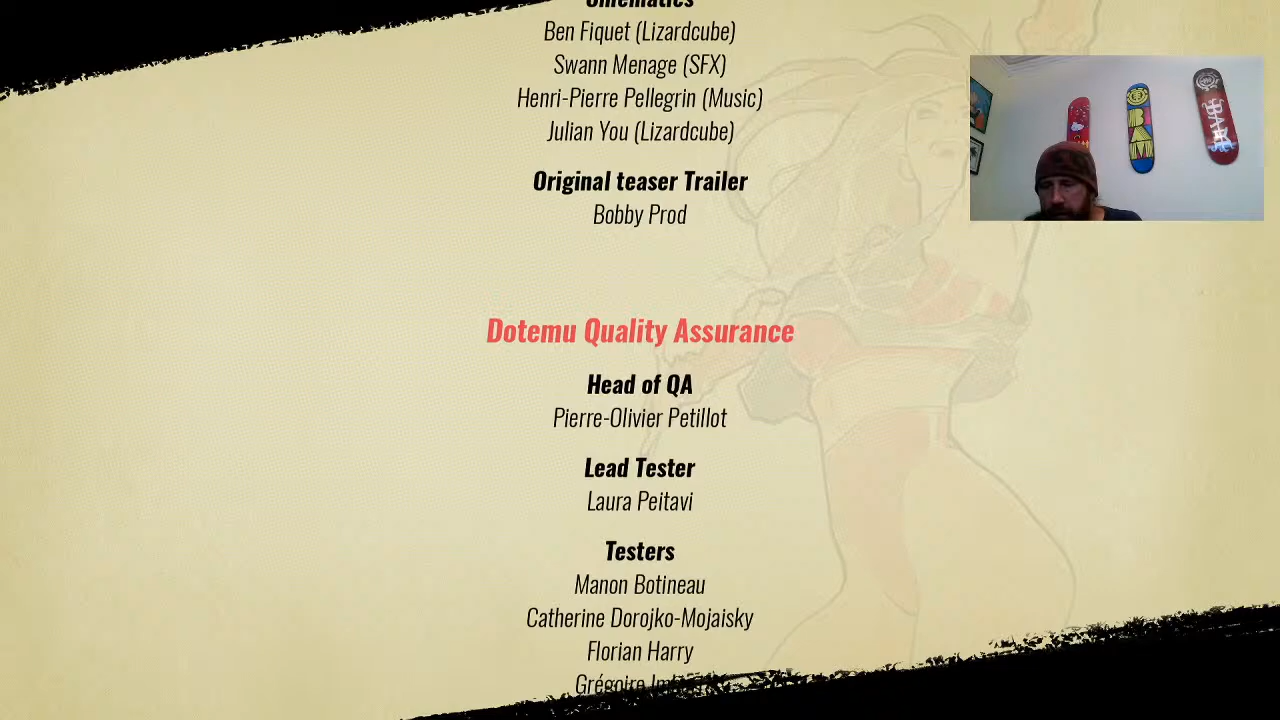 Cinematics
Ben Fiquet (Lizardcube)
Swann Menage (SFX)
Henri-Pierre Pellegrin (Music)
Julian You (Lizardcube)
Original teaser Trailer
Bobby Prod
Dotemu Quality Assurance
Head of QA
Pierre-Olivier Petillot
Lead Tester
Laura Peitavi
Testers
Manon Botineau
Catherine Dorojko-Mojaisky
Florian Harry
Grégoire